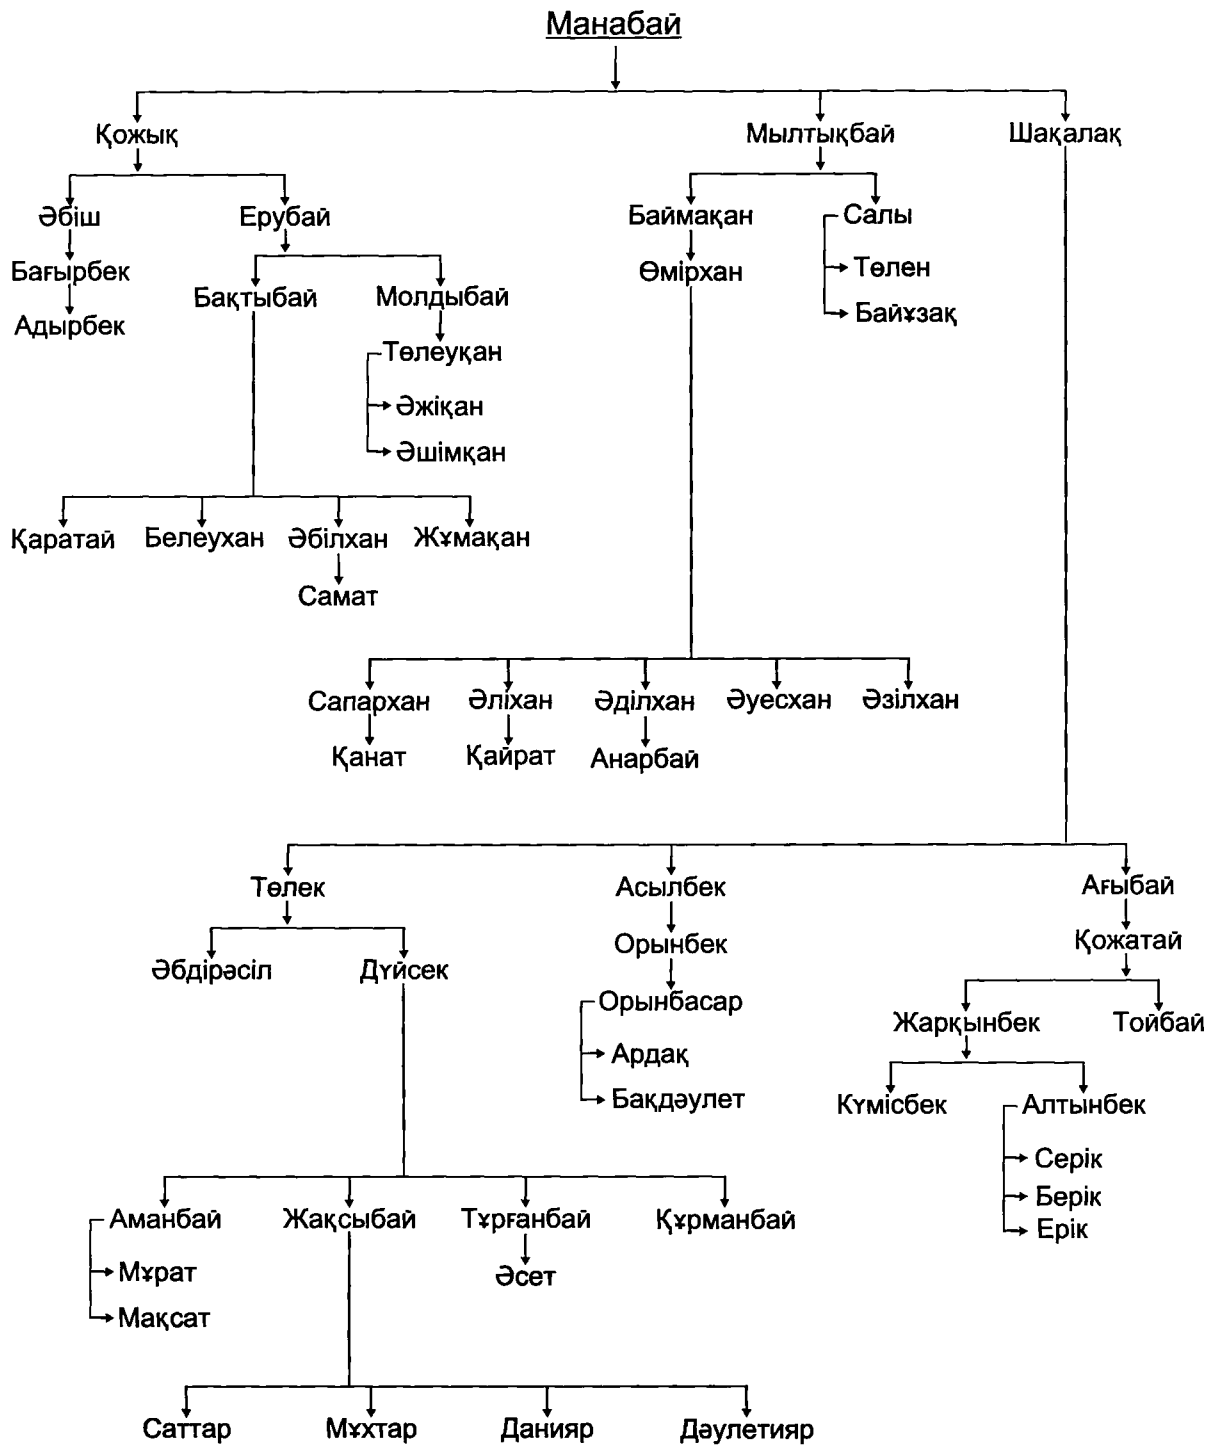 Манабай
Қожық Мылтықбай Шақалақ
Әбіш Ерубай Баймақан Салы
Бағырбек Өмірхан Төлен
Бақтыбай Молдыбай Байұзақ
Адырбек
Төлеуқан
Әжіқан
Әшімқан
Қаратай Белеухан Әбілхан Жұмақан
Самат
Сапархан Әліхан Әділхан Әуесхан Әзілхан
Қанат Қайрат Анарбай
Төлек Асылбек Ағыбай
Орынбек Қожатай
Әбдірәсіл Дүйсек
Орынбасар Жарқынбек Тойбай
Ардақ
Бақдәулет Күмісбек Алтынбек
Серік
Берік
Ерік
Аманбай Жақсыбай Тұрғанбай Құрманбай
Мұрат Әсет
Мақсат
Саттар Мұхтар Данияр Дәулетияр